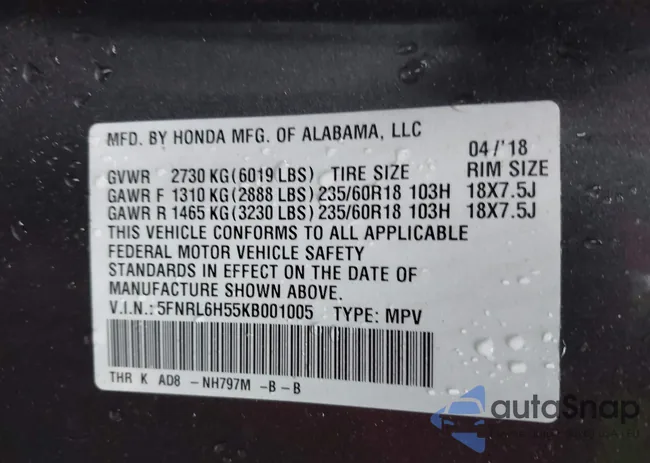 MFD. BY HONDA MFG. OF ALABAMA, LLC
04/'18
GVWR 2730 KG(6019 LBS) TIRE SIZE RIM SIZE
GAWR F 1310 KG(2888 LBS) 235/60R18 103H 18X7.5J
GAWR R 1465 KG(3230 LBS) 235/60R18 103H 18X7.5J
THIS VEHICLE CONFORMS TO ALL APPLICABLE
FEDERAL MOTOR VEHICLE SAFETY
STANDARDS IN EFFECT ON THE DATE OF
MANUFACTURE SHOWN ABOVE.
V.I.N.: 5FNRL6H55KB001005 TYPE: MPV
THR K AD8 -NH797M -B-B
autoSnap